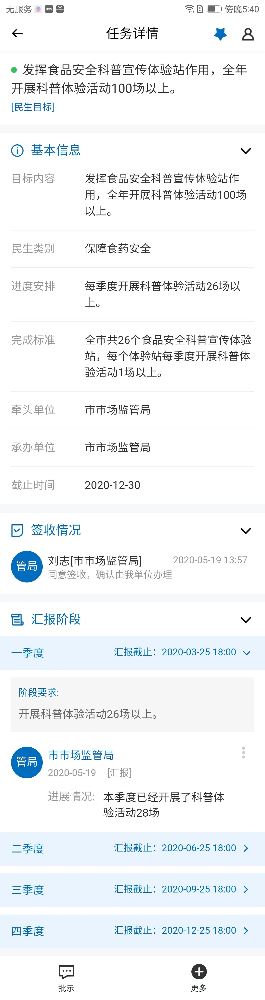 无服务 HMS HUAWEI 傍晚5:40
任务详情
发挥食品安全科普宣传体验站作用，全年
开展科普体验活动100场以上。
[民生目标]
基本信息
目标内容 发挥食品安全科普宣传体验站作
用，全年开展科普体验活动100场
以上。
民生类别 保障食药安全
进度安排 每季度开展科普体验活动26场以
上。
完成标准 全市共26个食品安全科普宣传体验
站，每个体验站每季度开展科普体
验活动1场以上。
牵头单位 市市场监管局
承办单位 市市场监管局
截止时间 2020-12-30
签收情况
管局 刘志[市市场监管局] 2020-05-19 13:57
同意签收，确认由我单位办理
汇报阶段
一季度 汇报截止：2020-03-25 18:00
阶段要求:
开展科普体验活动26场以上。
管局 市市场监管局
2020-05-19 [汇报]
进展情况: 本季度已经开展了科普体
验活动28场
二季度 汇报截止：2020-06-25 18:00
三季度 汇报截止：2020-09-25 18:00
四季度 汇报截止：2020-12-25 18:00
批示 更多